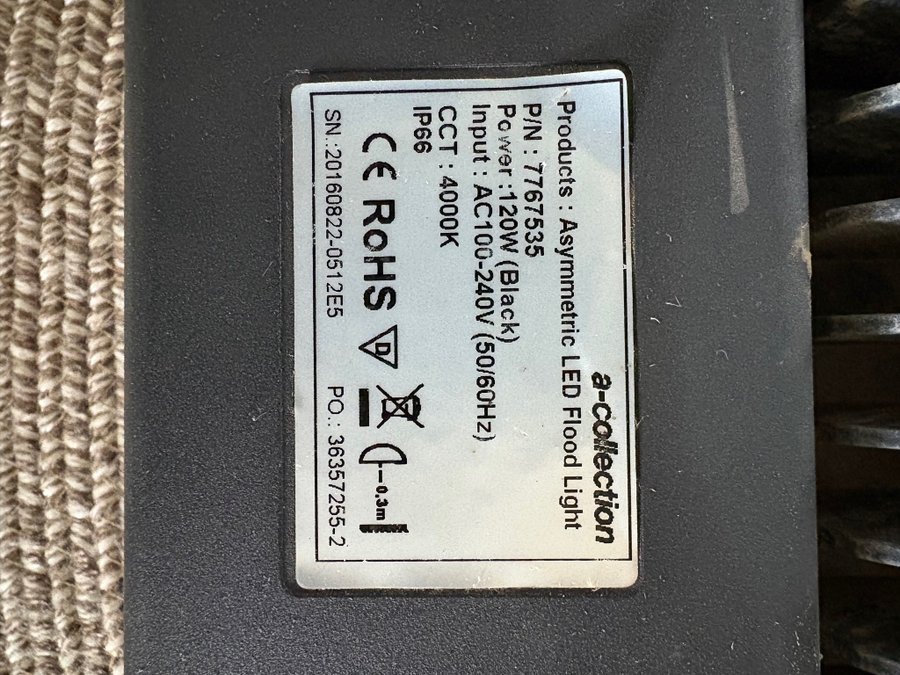 a-collection
Products : Asymmetric LED Flood Light
P/N : 7767535
Power :120W (Black)
Input : AC100-240V (50/60Hz)
CCT : 4000K
IP66
CE RoHS D 0.3m
SN.:20160822-0512E5 PO.: 36357255-2